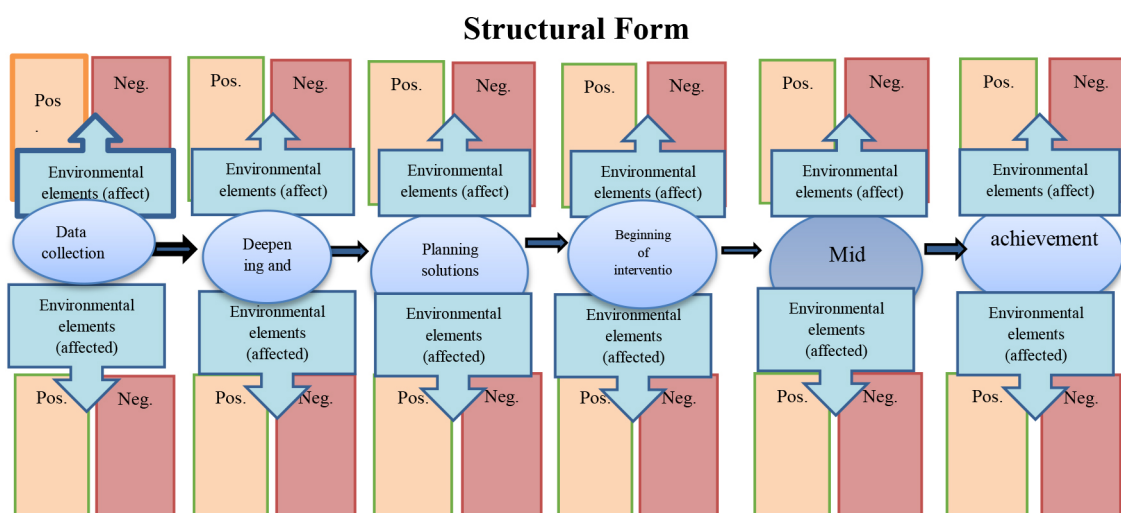 Structural Form
Pos
.
Neg.
Pos.
Neg.
Pos.
Neg.
Pos.
Neg.
Pos.
Neg.
Pos.
Neg.
Environmental
elements (affect)
Environmental
elements (affect)
Environmental
elements (affect)
Environmental
elements (affect)
Environmental
elements (affect)
Environmental
elements (affect)
Data
collection
Deepen
ing and
Planning
solutions
Beginning
of
interventio
Mid
achievement
Environmental
elements
(affected)
Environmental
elements
(affected)
Environmental
elements
(affected)
Environmental
elements
(affected)
Environmental
elements
(affected)
Environmental
elements
(affected)
Pos.
Neg.
Pos.
Neg.
Pos.
Neg.
Pos.
Neg.
Pos.
Neg.
Pos.
Neg.